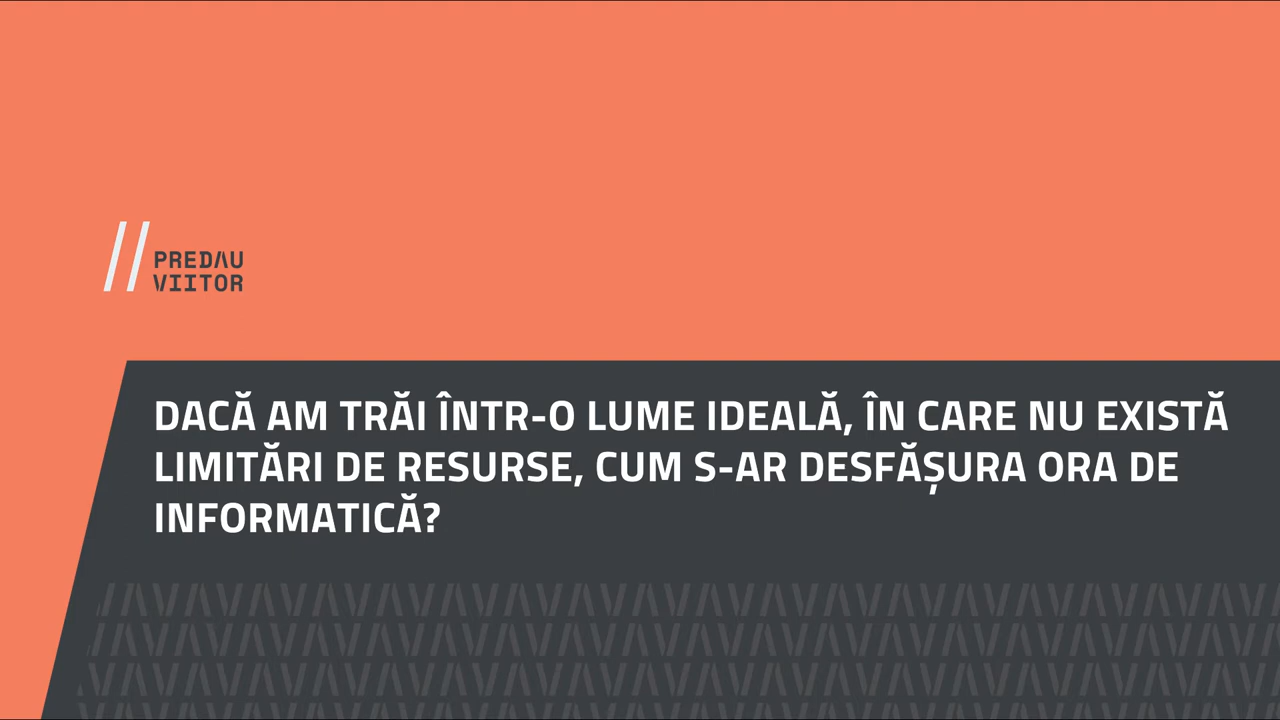 PREDAU
VIITOR
DACĂ AM TRĂI ÎNTR-O LUME IDEALĂ, ÎN CARE NU EXISTĂ
LIMITĂRI DE RESURSE, CUM S-AR DESFĂȘURA ORA DE
INFORMATICĂ?